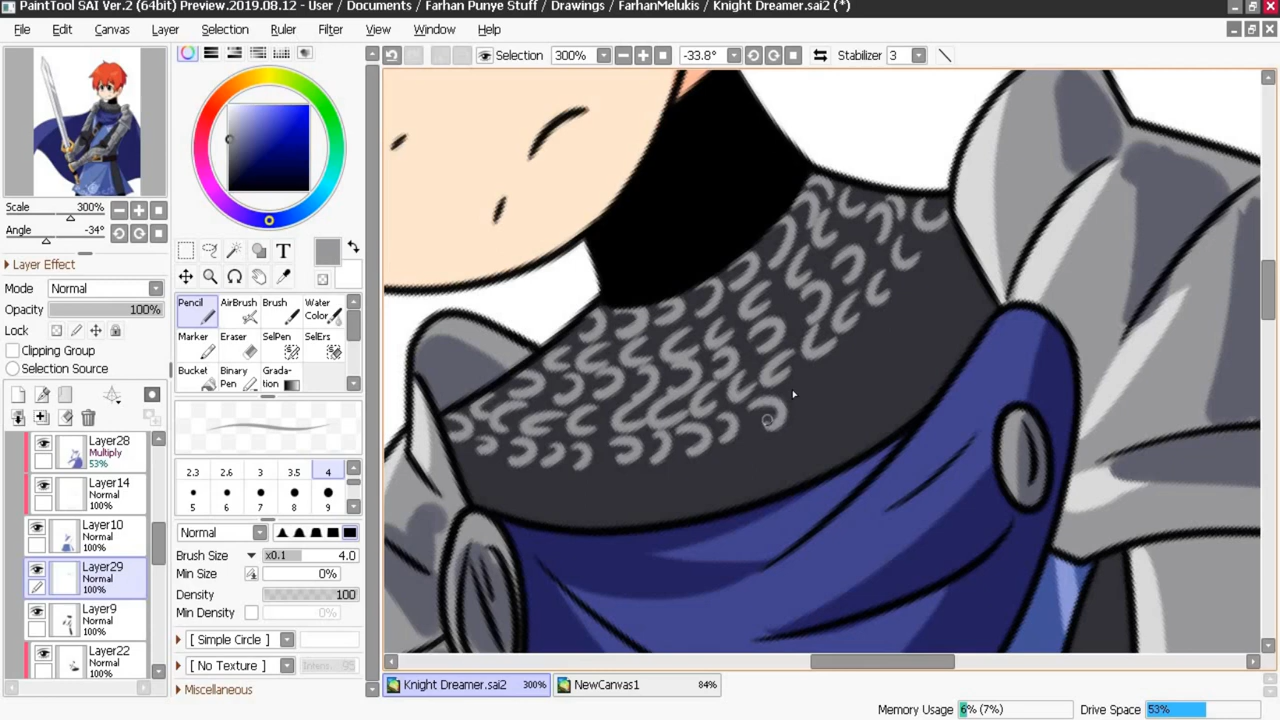 PaintTool SAI Ver.2 (64bit) Preview.2019.08.12 - User / Documents / Farhan Punye Stuff / Drawings / FarhanMelukis / Knight Dreamer.sai2 (*)
File Edit Canvas Layer Selection Ruler Filter View Window Help
Selection 300% -33.8° Stabilizer 3
Scale 300%
Angle -34°
Layer Effect
Mode Normal
Opacity 100%
Lock
Clipping Group
Selection Source
Layer28
Multiply
53%
Layer14
Normal
100%
Layer10
Normal
100%
Layer29
Normal
100%
Layer9
Normal
100%
Layer22
Normal
100%
T
Pencil AirBrush Brush Water Color
Marker Eraser SelPen SelErs
Bucket Binary Pen Grada-tion
2.3 2.6 3 3.5 4
5 6 7 8 9
Normal
Brush Size x0.1 4.0
Min Size 0%
Density 100
Min Density 0%
[ Simple Circle ]
[ No Texture ] Intens. 95
Miscellaneous
Knight Dreamer.sai2 300% NewCanvas1 84%
Memory Usage 6% (7%) Drive Space 53%